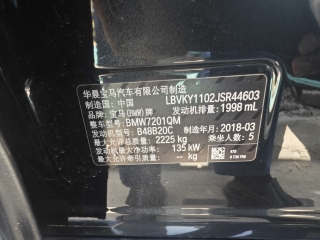 华晨宝马汽车有限公司制造
制造国:中国 LBVKY1102JSR44603
品牌:宝马(BMW)牌 发动机排量:1998 mL
整车型号:BMW7201QM
发动机型号:B48B20C 制造年月:2018-03
最大允许总质量:2225 kg 乘坐人数:5
发动机最大净功率:135 kW
最大允许牵引质量:-- kg